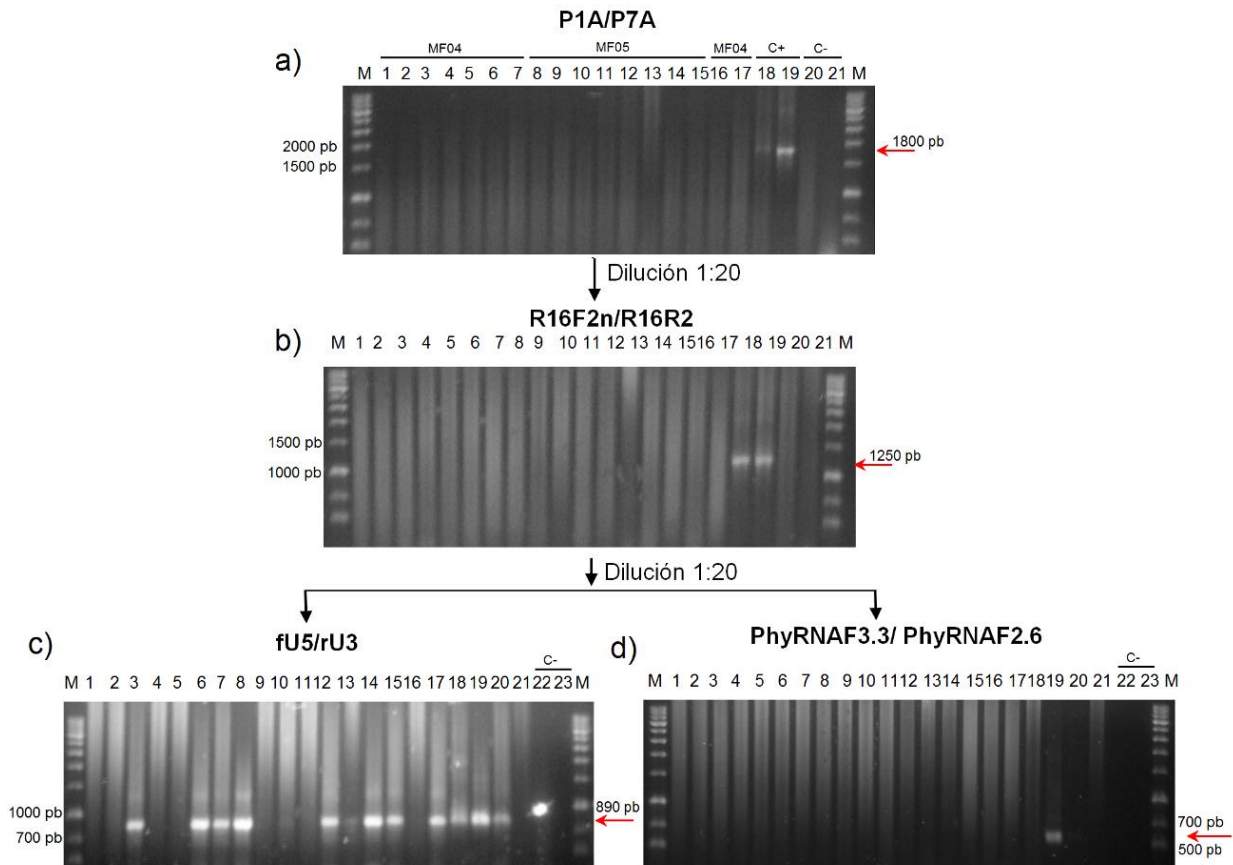 P1A/P7A
a)
MF04 MF05 MF04 C+ C-
M 1 2 3 4 5 6 7 8 9 10 11 12 13 14 15 16 17 18 19 20 21 M
2000 pb
1500 pb
1800 pb
Dilución 1:20
R16F2n/R16R2
b)
M 1 2 3 4 5 6 7 8 9 10 11 12 13 14 15 16 17 18 19 20 21 M
1500 pb
1000 pb
1250 pb
Dilución 1:20
fU5/rU3
c)
C-
M 1 2 3 4 5 6 7 8 9 10 11 12 13 14 15 16 17 18 19 20 21 22 23 M
1000 pb
700 pb
890 pb
PhyRNAF3.3/ PhyRNAF2.6
d)
C-
M 1 2 3 4 5 6 7 8 9 10 11 12 13 14 15 16 17 18 19 20 21 22 23 M
700 pb
500 pb